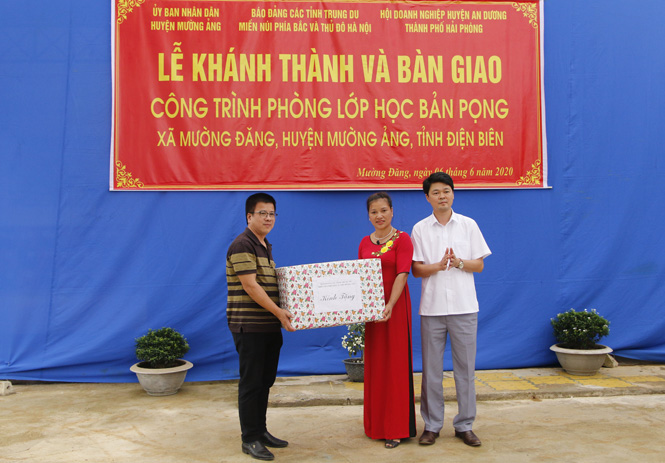 ỦY BAN NHÂN DÂN
HUYỆN MƯỜNG ẢNG
BÁO ĐẢNG CÁC TỈNH TRUNG DU
MIỀN NÚI PHÍA BẮC VÀ THỦ ĐÔ HÀ NỘI
HỘI DOANH NGHIỆP HUYỆN AN DƯƠNG
THÀNH PHỐ HẢI PHÒNG
LỄ KHÁNH THÀNH VÀ BÀN GIAO
CÔNG TRÌNH PHÒNG LỚP HỌC BẢN PỌNG
XÃ MƯỜNG ĐĂNG, HUYỆN MƯỜNG ẢNG, TỈNH ĐIỆN BIÊN
Mường Đăng, ngày 06 tháng 6 năm 2020
Kính Tặng